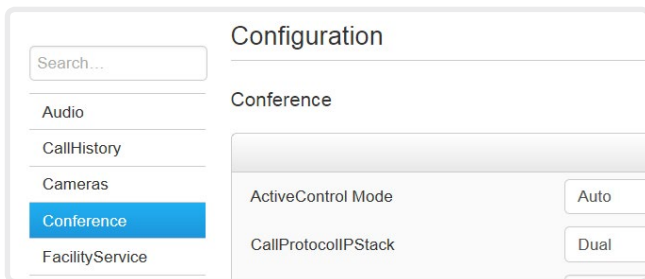 Configuration
Search...
Audio
CallHistory
Cameras
Conference
FacilityService
Conference
ActiveControl Mode Auto
CallProtocolIPStack Dual